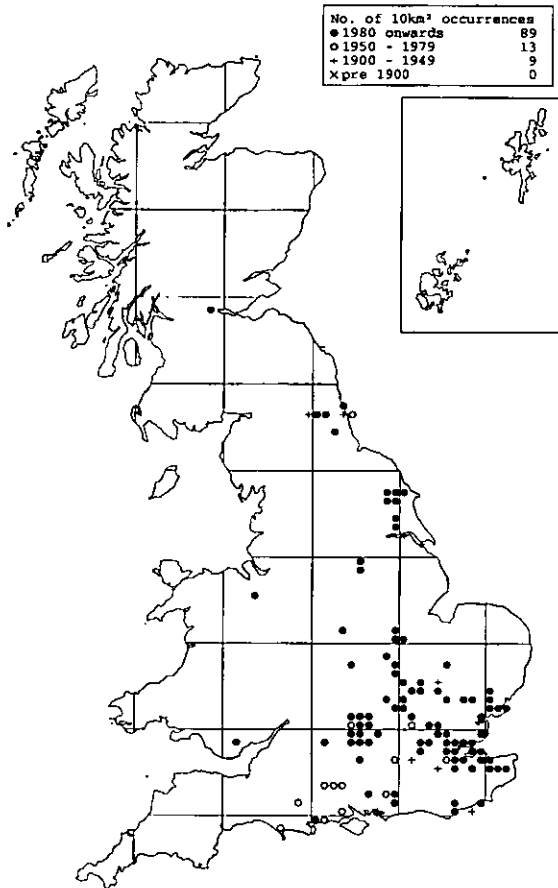 No. of 10km² occurrences
● 1980 onwards 89
○ 1950 - 1979 13
+ 1900 - 1949 9
x pre 1900 0